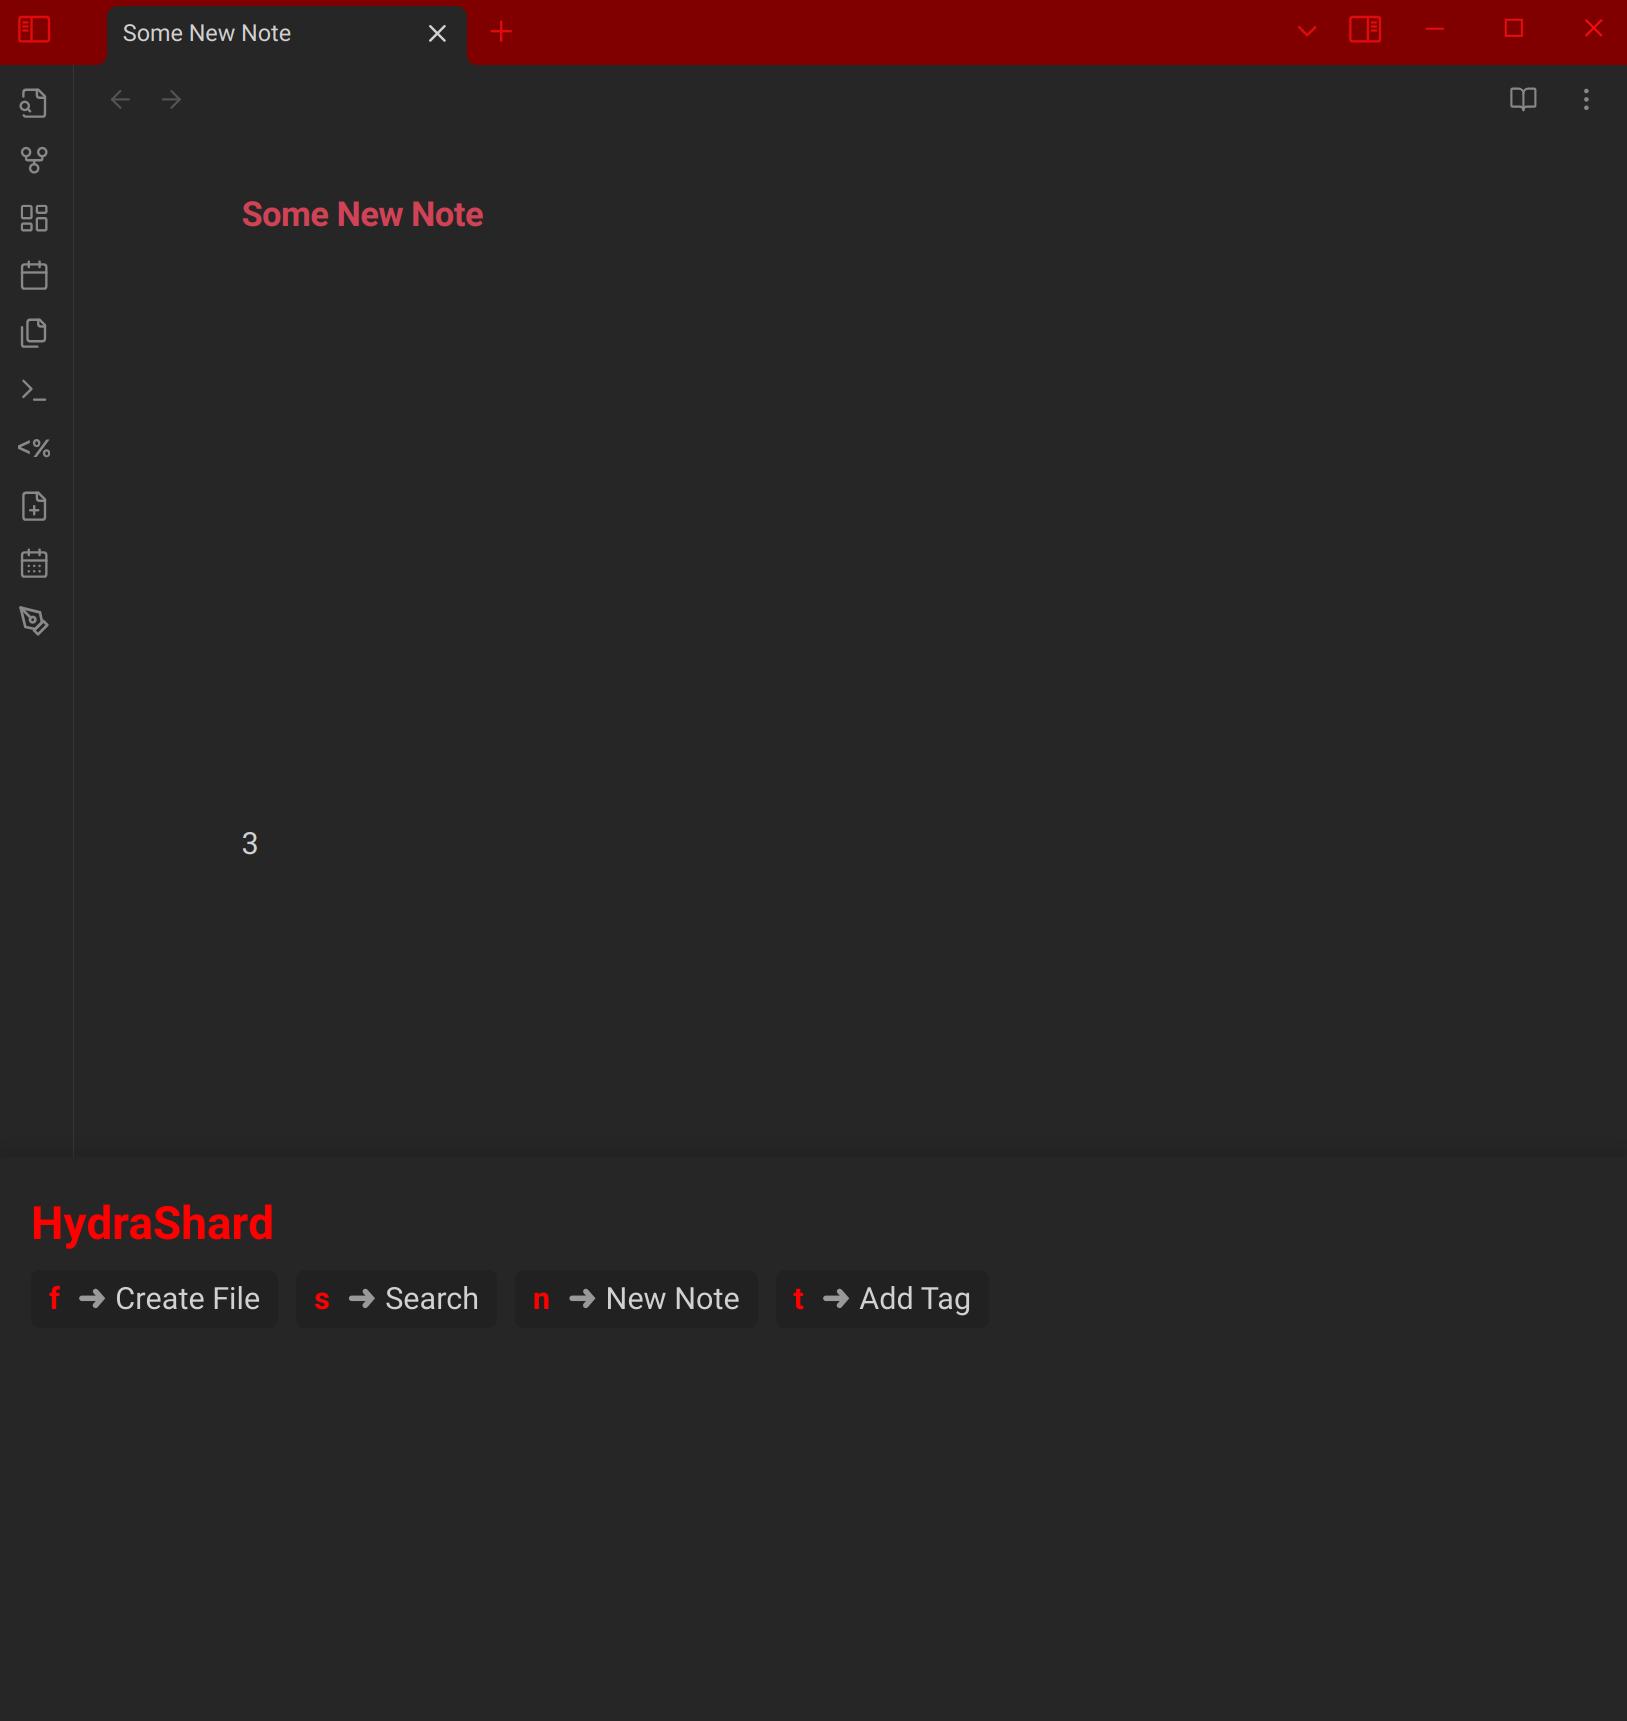 Some New Note
<%
Some New Note
3
HydraShard
f ➜ Create File s ➜ Search n ➜ New Note t ➜ Add Tag